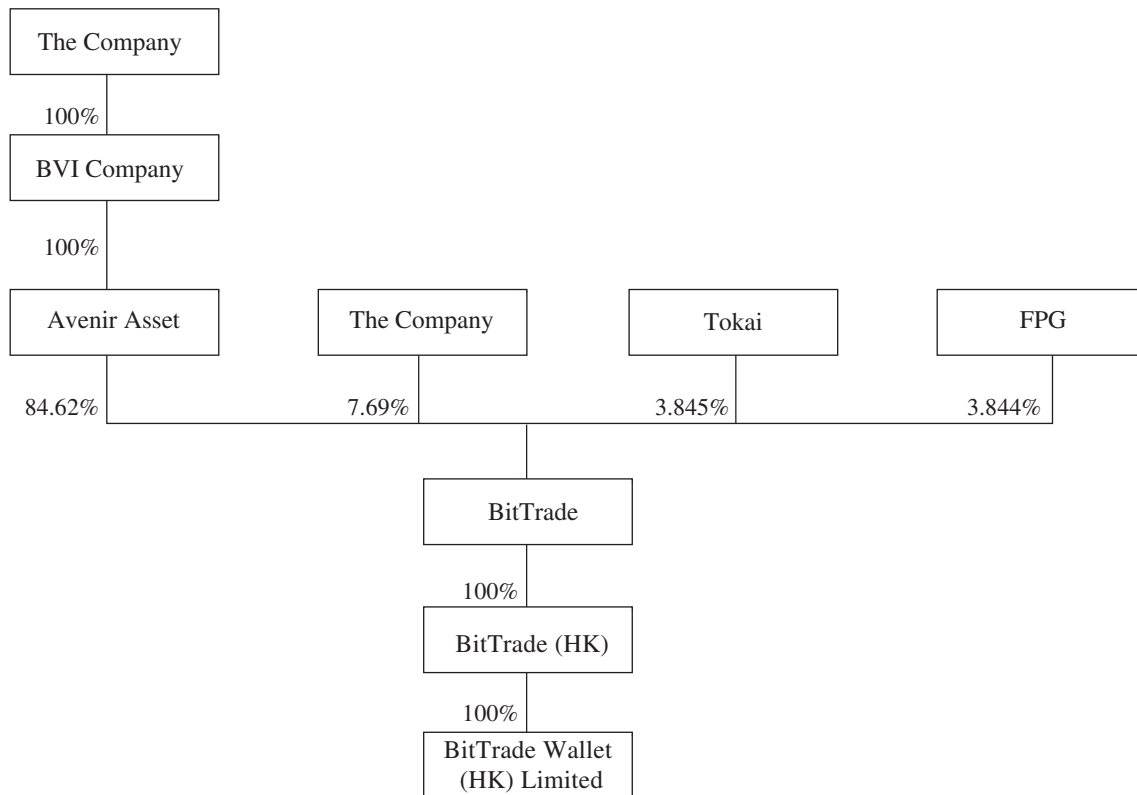 The Company
100%
BVI Company
100%
Avenir Asset
The Company
Tokai
FPG
84.62%
7.69%
3.845%
3.844%
BitTrade
100%
BitTrade (HK)
100%
BitTrade Wallet
(HK) Limited